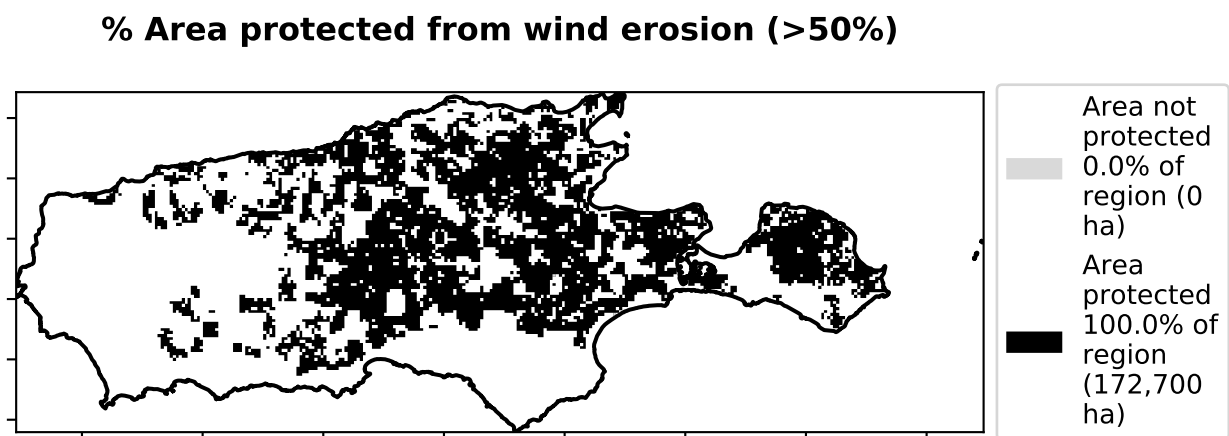 % Area protected from wind erosion (>50%)
Area not
protected
0.0% of
region (0
ha)
Area
protected
100.0% of
region
(172,700
ha)